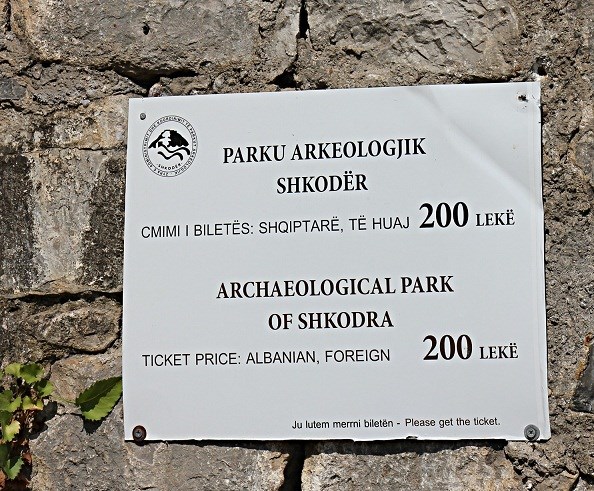 PARKU ARKEOLOGJIK
SHKODËR
CMIMI I BILETËS: SHQIPTARË, TË HUAJ 200 LEKË
ARCHAEOLOGICAL PARK
OF SHKODRA
TICKET PRICE: ALBANIAN, FOREIGN 200 LEKË
Ju lutem merrni biletën - Please get the ticket.
SHKODËR